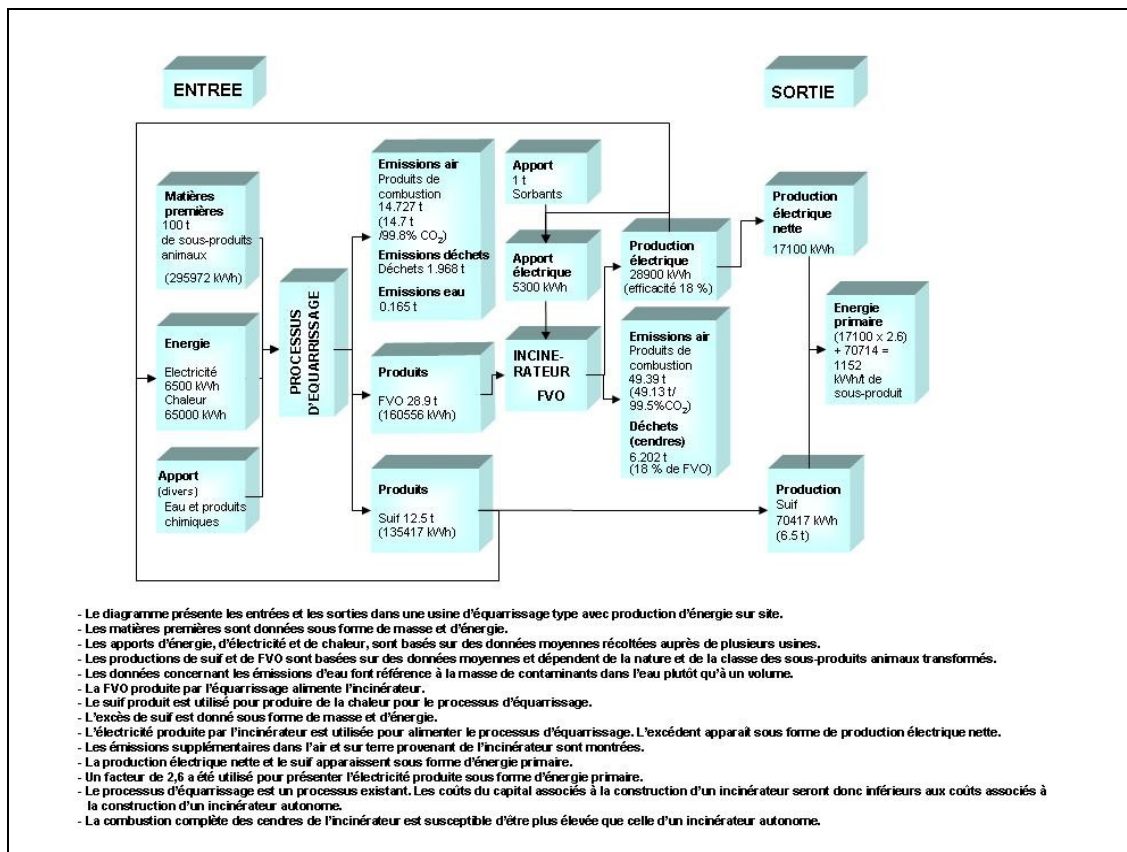 ENTREE
SORTIE
Matières
premières
100 t
de sous-produits
animaux
(295972 kWh)
Energie
Electricité
6500 kWh
Chaleur
65000 kWh
Apport
(divers)
Eau et produits
chimiques
PROCESSUS
D'EQUARRISSAGE
Emissions air
Produits de
combustion
14.727 t
(14.7 t
/99.8% CO₂)
Emissions déchets
Déchets 1.968 t
Emissions eau
0.165 t
Produits
FVO 28.9 t
(160556 kWh)
Produits
Suif 12.5 t
(135417 kWh)
Apport
1 t
Sorbants
Apport
électrique
5300 kWh
INCINE-
RATEUR
FVO
Production
électrique
28900 kWh
(efficacité 18 %)
Emissions air
Produits de
combustion
49.39 t
(49.13 t/
99.5%CO₂)
Déchets
(cendres)
6.202 t
(18 % de FVO)
Production
électrique
nette
17100 kWh
Energie
primaire
(17100 x 2.6)
+ 70714 =
1152
kWh/t de
sous-produit
Production
Suif
70417 kWh
(6.5 t)
- Le diagramme présente les entrées et les sorties dans une usine d'équarrissage type avec production d'énergie sur site.
- Les matières premières sont données sous forme de masse et d'énergie.
- Les apports d'énergie, d'électricité et de chaleur, sont basés sur des données moyennes récoltées auprès de plusieurs usines.
- Les productions de suif et de FVO sont basées sur des données moyennes et dépendent de la nature et de la classe des sous-produits animaux transformés.
- Les données concernant les émissions d'eau font référence à la masse de contaminants dans l'eau plutôt qu'à un volume.
- La FVO produite par l'équarrissage alimente l'incinérateur.
- Le suif produit est utilisé pour produire de la chaleur pour le processus d'équarrissage.
- L'excès de suif est donné sous forme de masse et d'énergie.
- L'électricité produite par l'incinérateur est utilisée pour alimenter le processus d'équarrissage. L'excédent apparaît sous forme de production électrique nette.
- Les émissions supplémentaires dans l'air et sur terre provenant de l'incinérateur sont montrées.
- La production électrique nette et le suif apparaissent sous forme d'énergie primaire.
- Un facteur de 2,6 a été utilisé pour présenter l'électricité produite sous forme d'énergie primaire.
- Le processus d'équarrissage est un processus existant. Les coûts du capital associés à la construction d'un incinérateur seront donc inférieurs aux coûts associés à
la construction d'un incinérateur autonome.
- La combustion complète des cendres de l'incinérateur est susceptible d'être plus élevée que celle d'un incinérateur autonome.